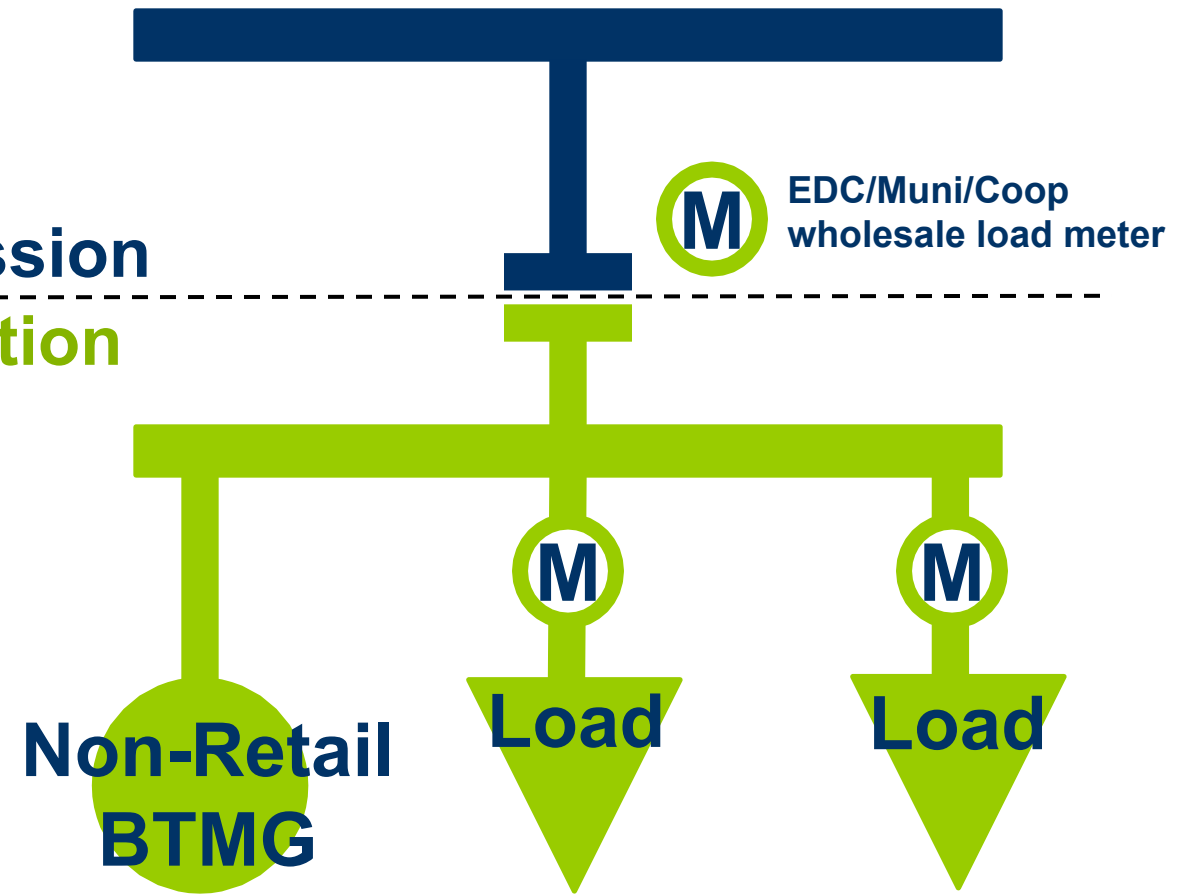 EDC/Muni/Coop
wholesale load meter
M
ssion
tion
M
M
Load
Load
Non-Retail
BTMG